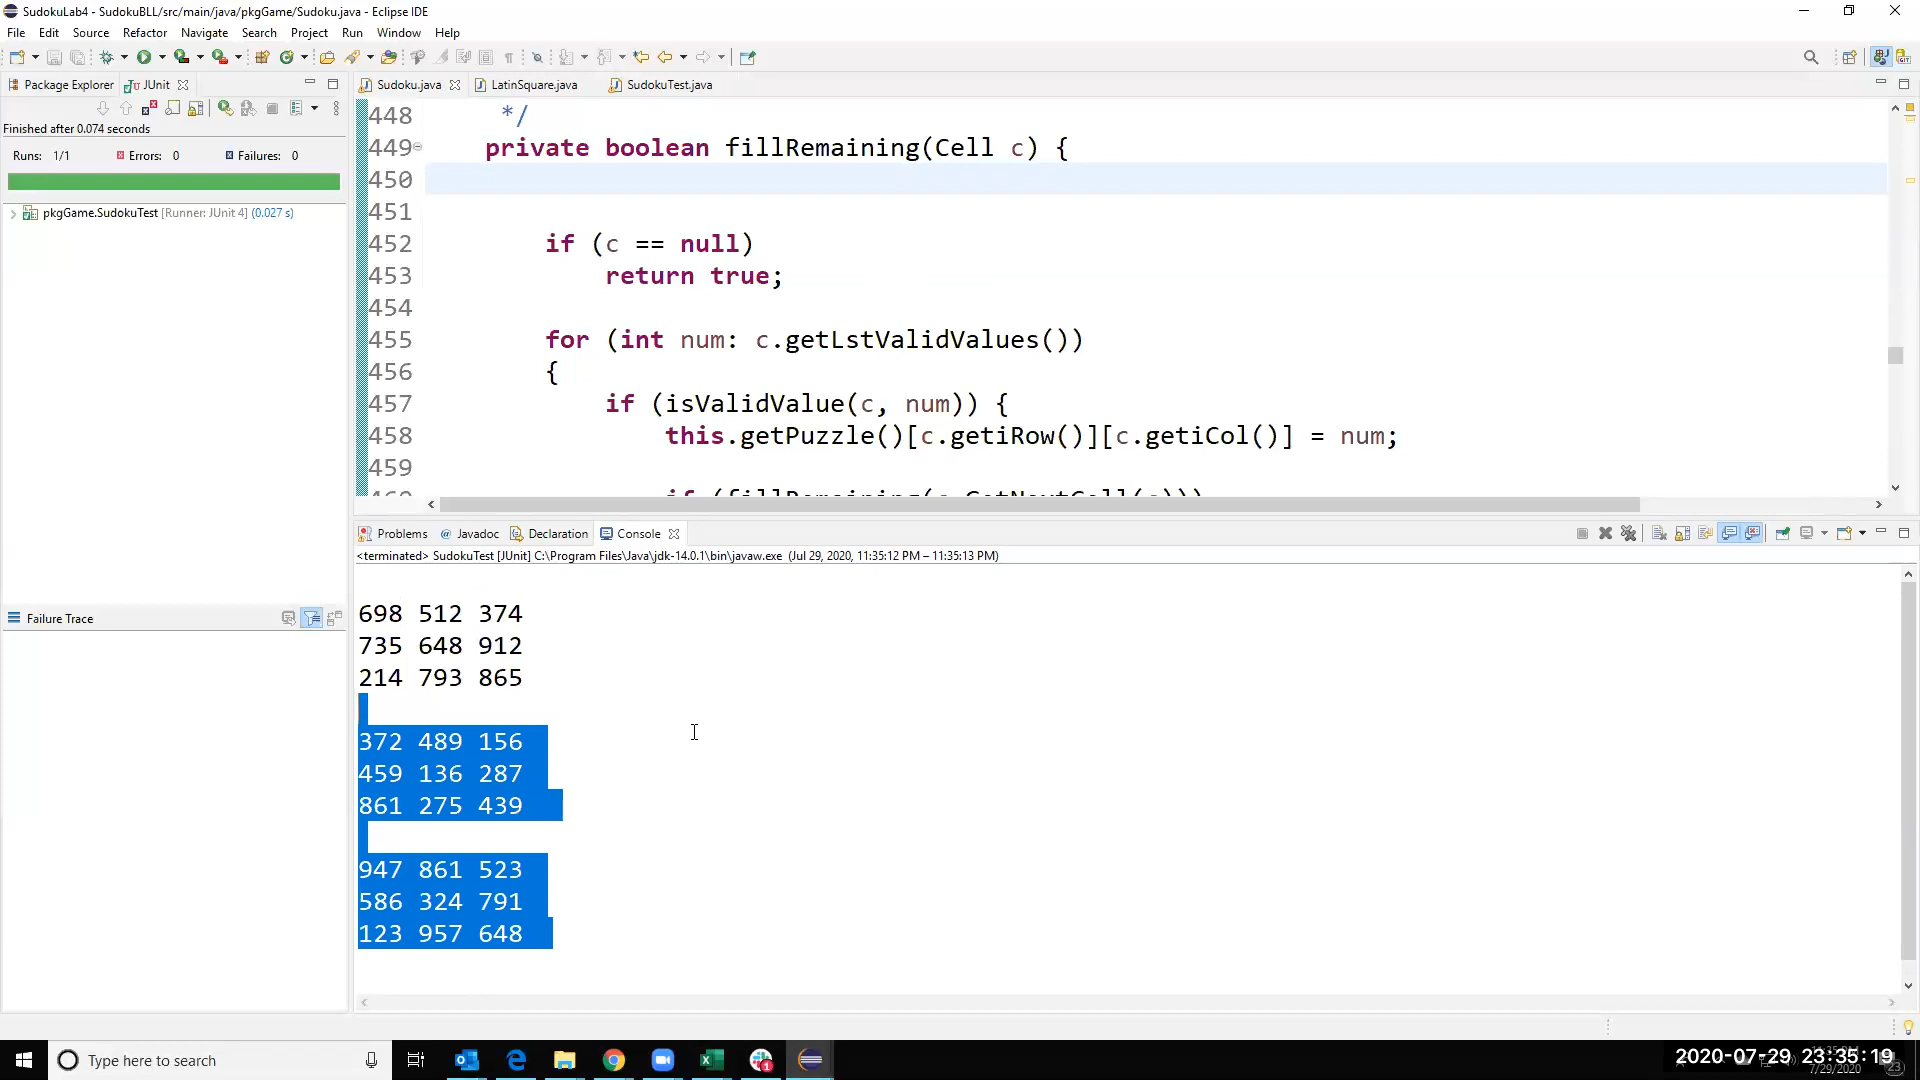 SudokuLab4 - SudokuBLL/src/main/java/pkgGame/Sudoku.java - Eclipse IDE
File Edit Source Refactor Navigate Search Project Run Window Help
Package Explorer JUnit
Finished after 0.074 seconds
Runs: 1/1 Errors: 0 Failures: 0
pkgGame.SudokuTest [Runner: JUnit 4] (0.027 s)
Failure Trace
Sudoku.java LatinSquare.java SudokuTest.java
448 */
449 private boolean fillRemaining(Cell c) {
450
451
452 if (c == null)
453 return true;
454
455 for (int num: c.getLstValidValues())
456 {
457 if (isValidValue(c, num)) {
458 this.getPuzzle()[c.getiRow()][c.getiCol()] = num;
459
460 if (fillRemaining(c.GetNextCell(c)))
Problems Javadoc Declaration Console
<terminated> SudokuTest [JUnit] C:\Program Files\Java\jdk-14.0.1\bin\javaw.exe (Jul 29, 2020, 11:35:12 PM – 11:35:13 PM)
698 512 374
735 648 912
214 793 865
372 489 156
459 136 287
861 275 439
947 861 523
586 324 791
123 957 648
Type here to search
2020-07-29 23:35:19
7/29/2020